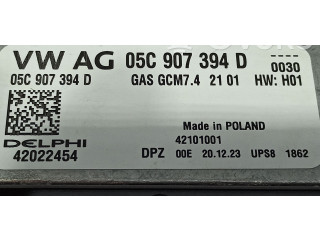 VW AG 05C 907 394 D
0030
05C 907 394 D GAS GCM7.4 21 01 HW: H01
Made in POLAND
DELPHI 42101001
42022454 DPZ 00E 20.12.23 UPS8 1862